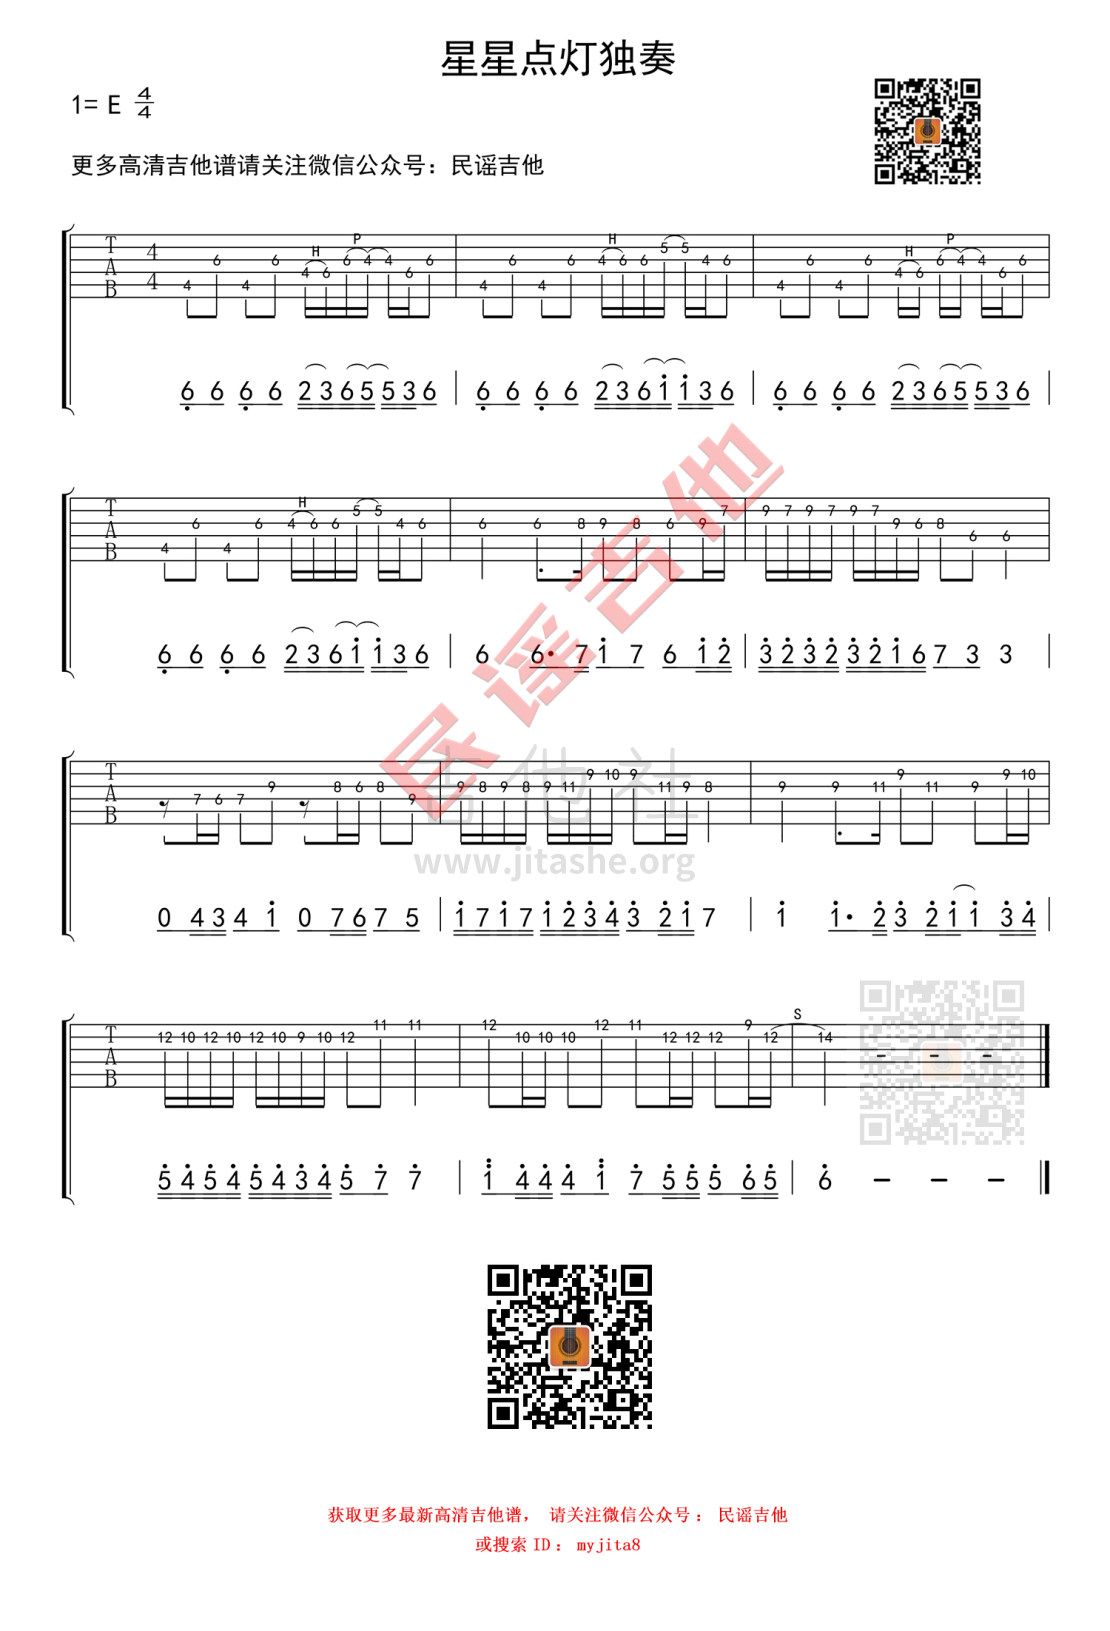 星星点灯独奏
1= E 4/4
更多高清吉他谱请关注微信公众号：民谣吉他
H P H H P
T 4 4 6 4 6 4 6 6 4 4 6 6 4 6 4 6 4 6 6 5 5 4 6 4 6 4 6 4 6 6 4 4 6 6
A
B 4
6 6 6 6 2 3 6 5 5 3 6 | 6 6 6 6 2 3 6 1 1 3 6 | 6 6 6 6 2 3 6 5 5 3 6 |
H
T 4 6 4 6 4 6 6 5 5 4 6 6 6 8 9 8 6 9 7 9 7 9 7 9 7 9 6 8 6 6
A
B
6 6 6 6 2 3 6 1 1 3 6 | 6 6· 7 1 7 6 1 2 | 3 2 3 2 3 2 1 6 7 3 3 |
T 7 6 7 9 8 6 8 9 9 8 9 8 9 11 9 10 9 11 9 8 9 9 11 9 11 9 9 10
A
B
0 4 3 4 1 0 7 6 7 5 | 1 7 1 7 1 2 3 4 3 2 1 7 | 1 1· 2 3 2 1 1 3 4 |
S
T 12 10 12 10 12 10 9 10 12 11 11 12 10 10 10 12 11 12 12 12 9 12 14 - - -
A
B
5 4 5 4 5 4 3 4 5 7 7 | 1 4 4 4 1 7 5 5 5 6 5 | 6 - - -
民谣吉他
吉他社
www.jitashe.org
获取更多最新高清吉他谱， 请关注微信公众号： 民谣吉他
或搜索 ID： myjita8